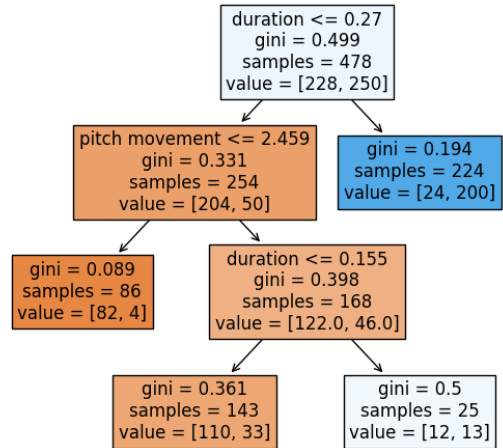 duration <= 0.27
gini = 0.499
samples = 478
value = [228, 250]
pitch movement <= 2.459
gini = 0.331
samples = 254
value = [204, 50]
gini = 0.194
samples = 224
value = [24, 200]
gini = 0.089
samples = 86
value = [82, 4]
duration <= 0.155
gini = 0.398
samples = 168
value = [122.0, 46.0]
gini = 0.361
samples = 143
value = [110, 33]
gini = 0.5
samples = 25
value = [12, 13]